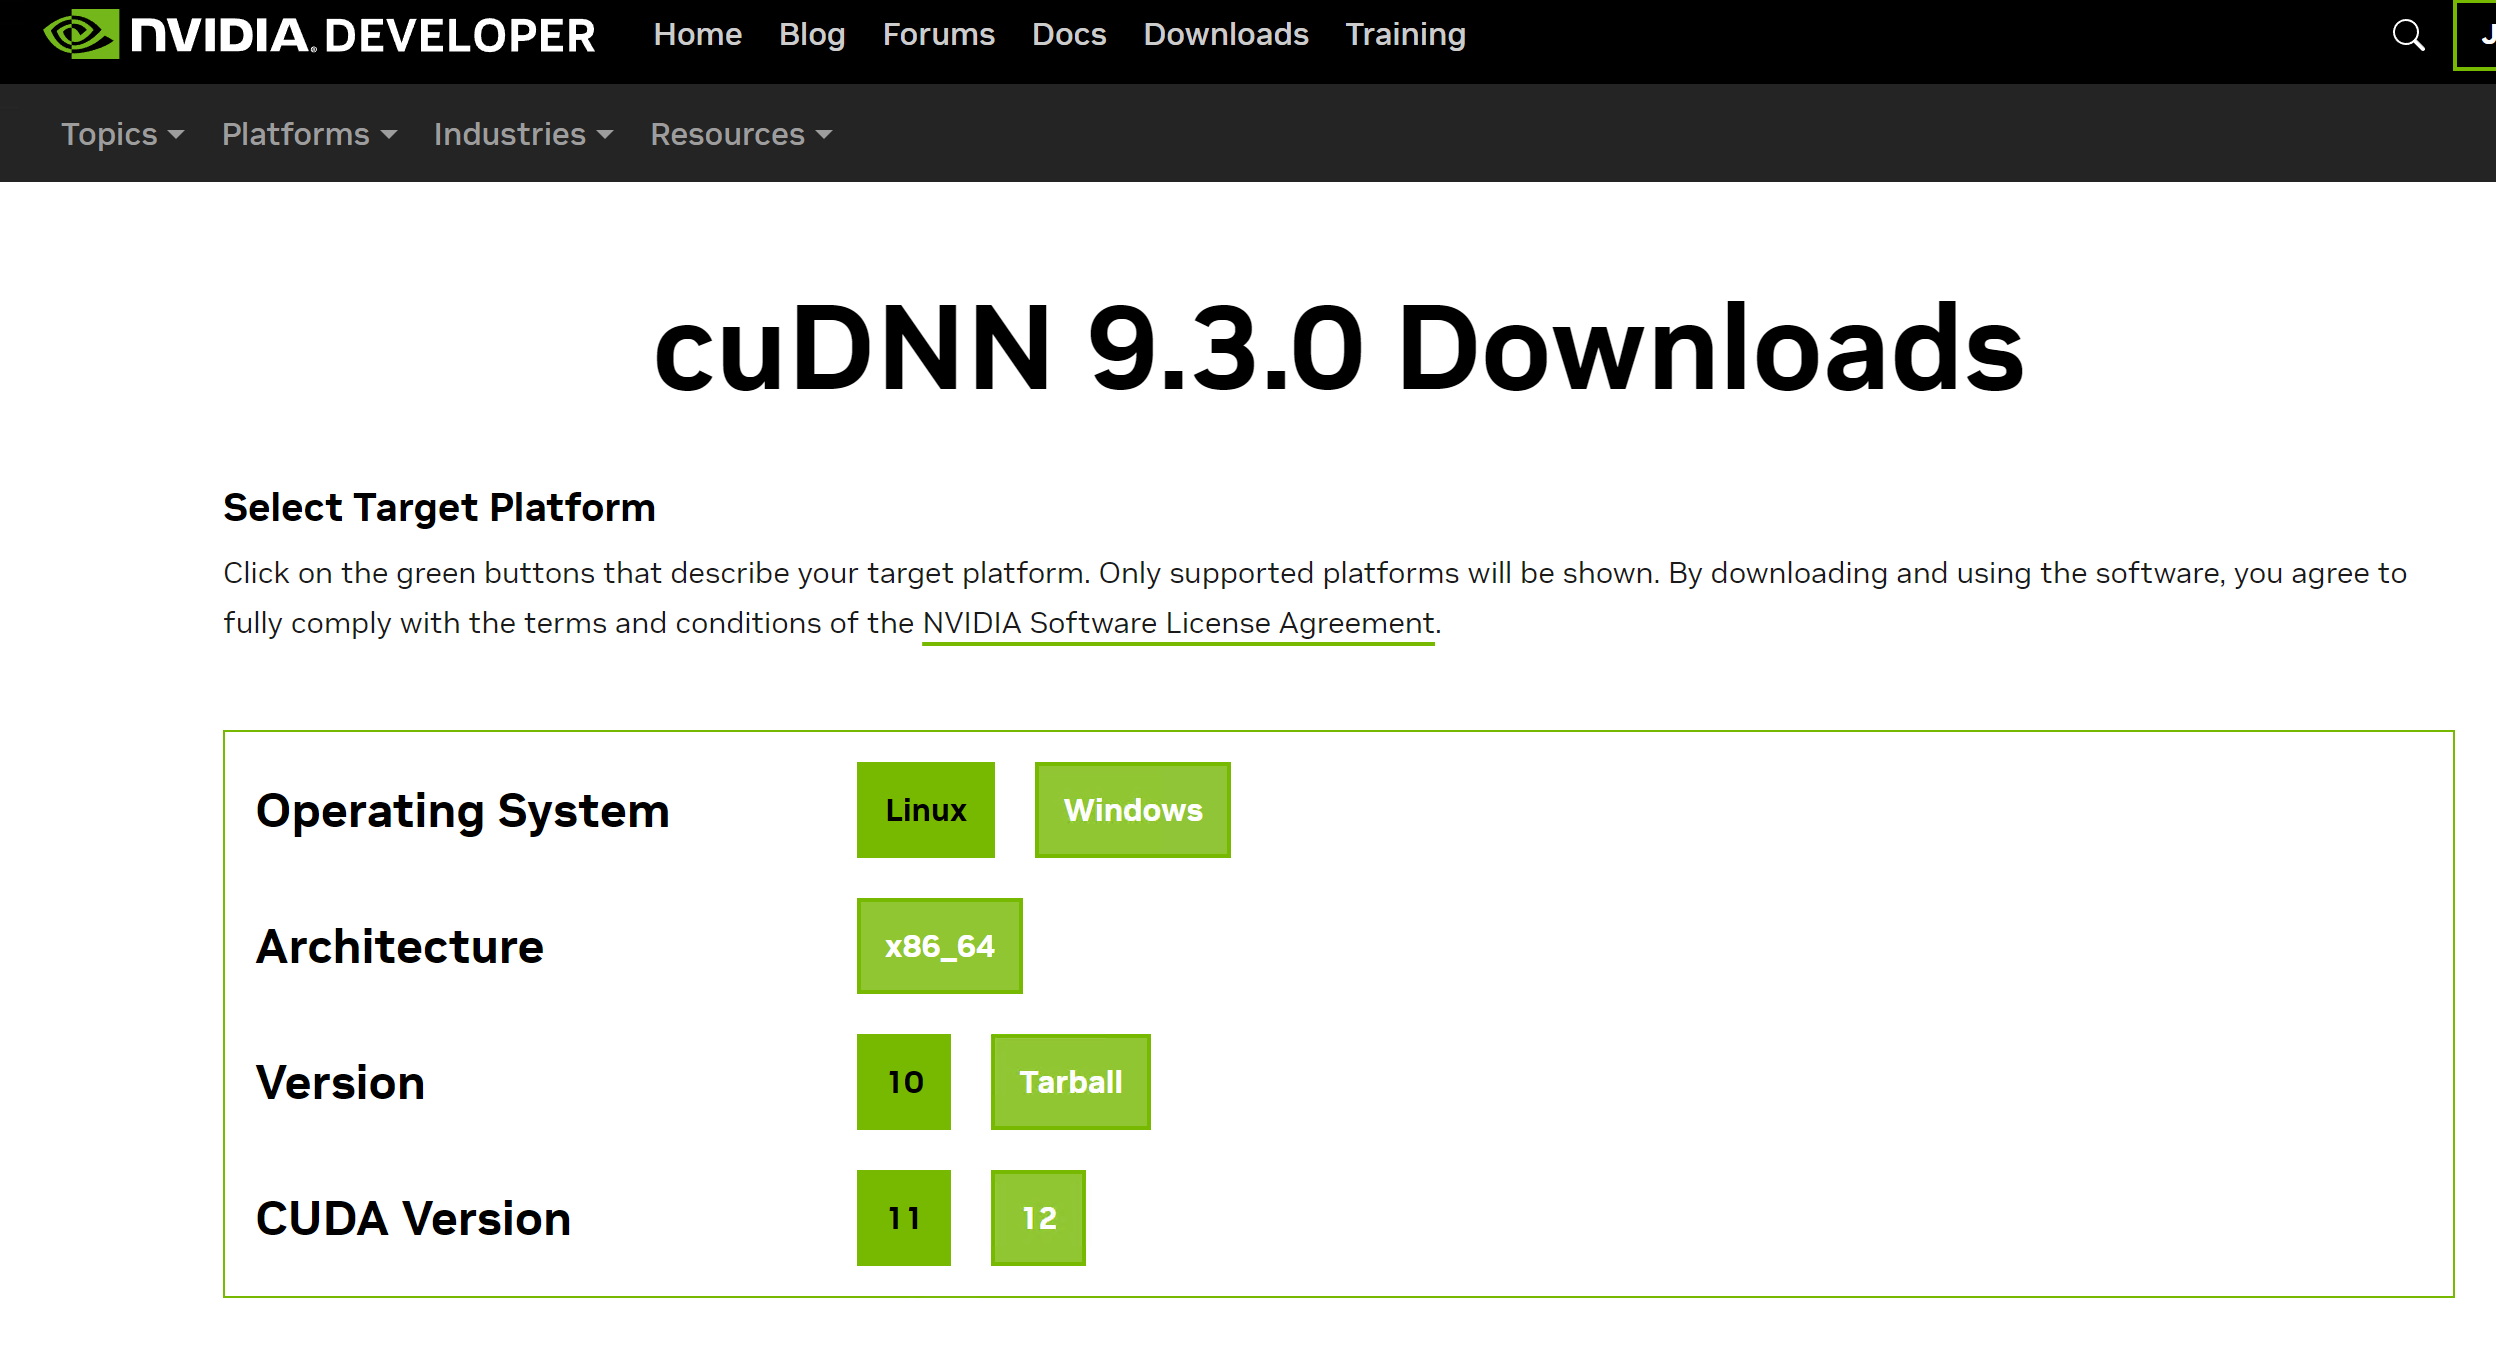 NVIDIA. DEVELOPER Home Blog Forums Docs Downloads Training
Topics Platforms Industries Resources
cuDNN 9.3.0 Downloads
Select Target Platform
Click on the green buttons that describe your target platform. Only supported platforms will be shown. By downloading and using the software, you agree to
fully comply with the terms and conditions of the NVIDIA Software License Agreement.
Operating System Linux Windows
Architecture x86_64
Version 10 Tarball
CUDA Version 11 12